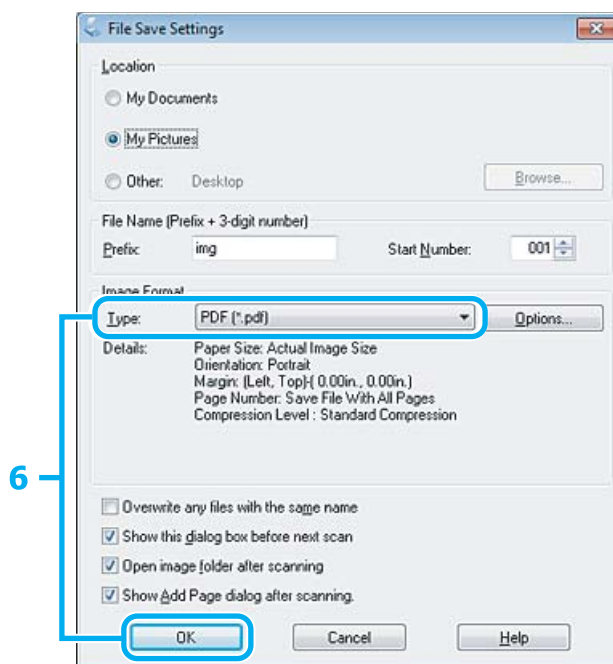 File Save Settings
Location
My Documents
My Pictures
Other: Desktop Browse...
File Name (Prefix + 3-digit number)
Prefix: img Start Number: 001
Image Format
Type: PDF (*.pdf) Options...
Details: Paper Size: Actual Image Size
Orientation: Portrait
Margin: (Left, Top)-( 0.00in., 0.00in.)
Page Number: Save File With All Pages
Compression Level : Standard Compression
6
Overwrite any files with the same name
Show this dialog box before next scan
Open image folder after scanning
Show Add Page dialog after scanning.
OK Cancel Help